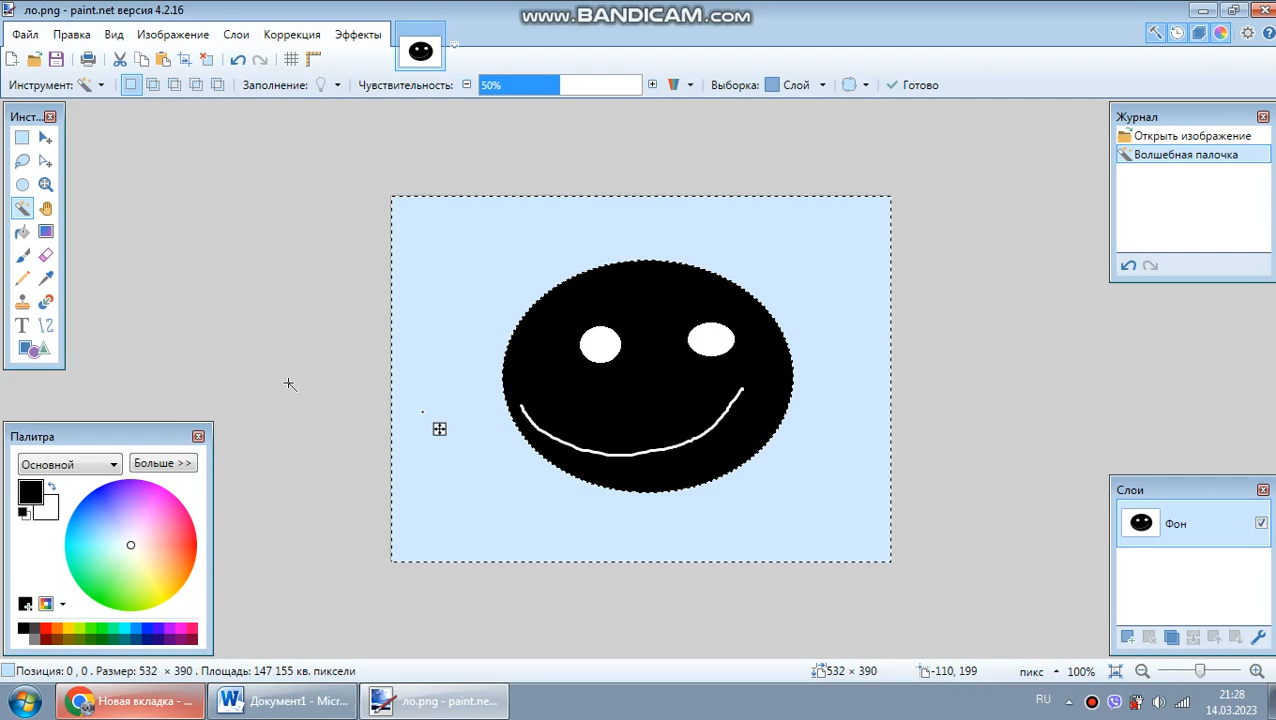 ло.png - paint.net версия 4.2.16
www.BANDICAM.com
Файл Правка Вид Изображение Слои Коррекция Эффекты
Инструмент: Заполнение: Чувствительность: 50% Выборка: Слой Готово
Инст...
Журнал
Открыть изображение
Волшебная палочка
Палитра
Основной Больше >>
Слои
Фон
Позиция: 0 , 0 . Размер: 532 × 390 . Площадь: 147 155 кв. пиксели 532 × 390 -110, 199 пикс 100%
Новая вкладка - ... Документ1 - Micr... ло.png - paint.ne... RU 21:28
14.03.2023